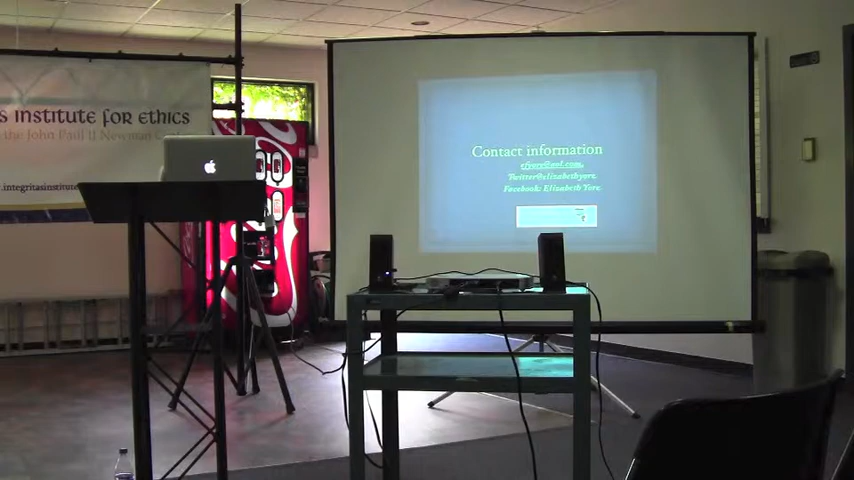 s Institute for Ethics
the John Paul II Newman
.integritasinstitute
Contact information
Twitter@elizabethyore
Facebook: Elizabeth Yore